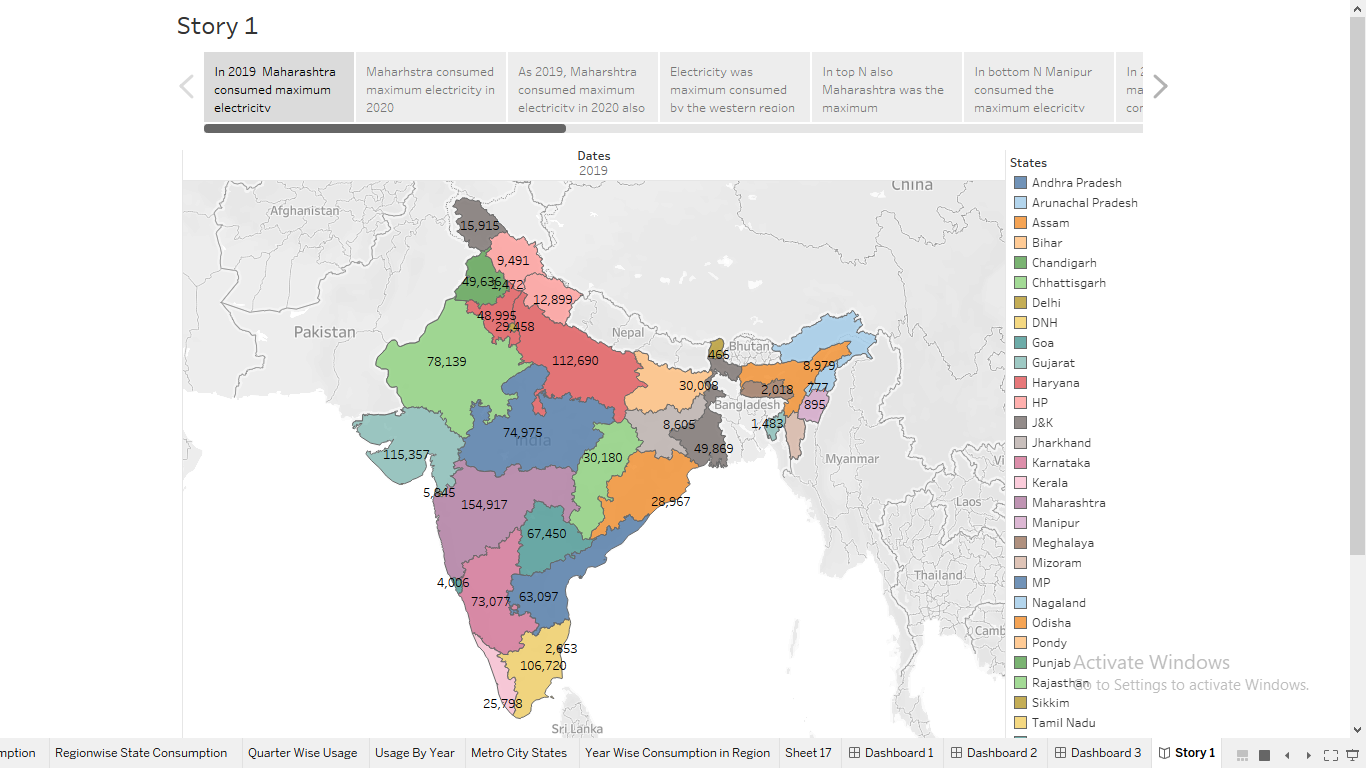 Story 1
In 2019  Maharashtra
consumed maximum
electricity
Maharhstra consumed
maximum electricity in
2020
As 2019, Maharshtra
consumed maximum
electricity in 2020 also
Electricity was
maximum consumed
by the western region
In top N also
Maharashtra was the
maximum
In bottom N Manipur
consumed the
maximum elecricity
Dates
2019
China
Afghanistan
15,915
9,491
49,636
1,472
12,899
Pakistan
48,995
29,458
Nepal
78,139
112,690
466
Bhutan
8,979
30,008
2,018
777
Bangladesh
895
74,975
India
8,605
1,483
115,357
30,180
49,869
Myanmar
5,845
154,917
28,967
Laos
Vi
67,450
4,006
73,077
63,097
Thailand
Camb
2,653
106,720
25,798
Sri Lanka
States
Andhra Pradesh
Arunachal Pradesh
Assam
Bihar
Chandigarh
Chhattisgarh
Delhi
DNH
Goa
Gujarat
Haryana
HP
J&K
Jharkhand
Karnataka
Kerala
Maharashtra
Manipur
Meghalaya
Mizoram
MP
Nagaland
Odisha
Pondy
Punjab
Rajasthan
Sikkim
Tamil Nadu
Activate Windows
Go to Settings to activate Windows.
mption
Regionwise State Consumption
Quarter Wise Usage
Usage By Year
Metro City States
Year Wise Consumption in Region
Sheet 17
Dashboard 1
Dashboard 2
Dashboard 3
Story 1